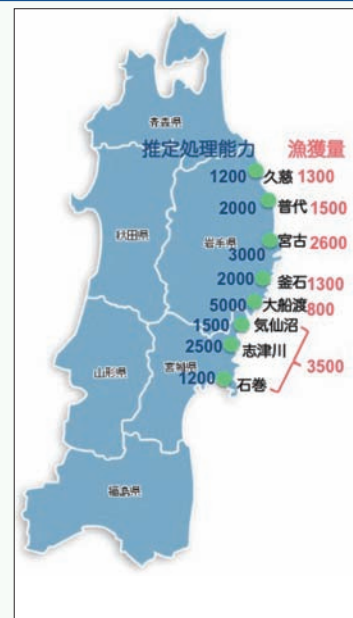 青森県
推定処理能力 漁獲量
1200 久慈 1300
2000 普代 1500
秋田県
岩手県
宮古 2600
3000
2000 釜石 1300
5000 大船渡 800
1500 気仙沼
2500 志津川
宮城県
3500
山形県
1200 石巻
福島県